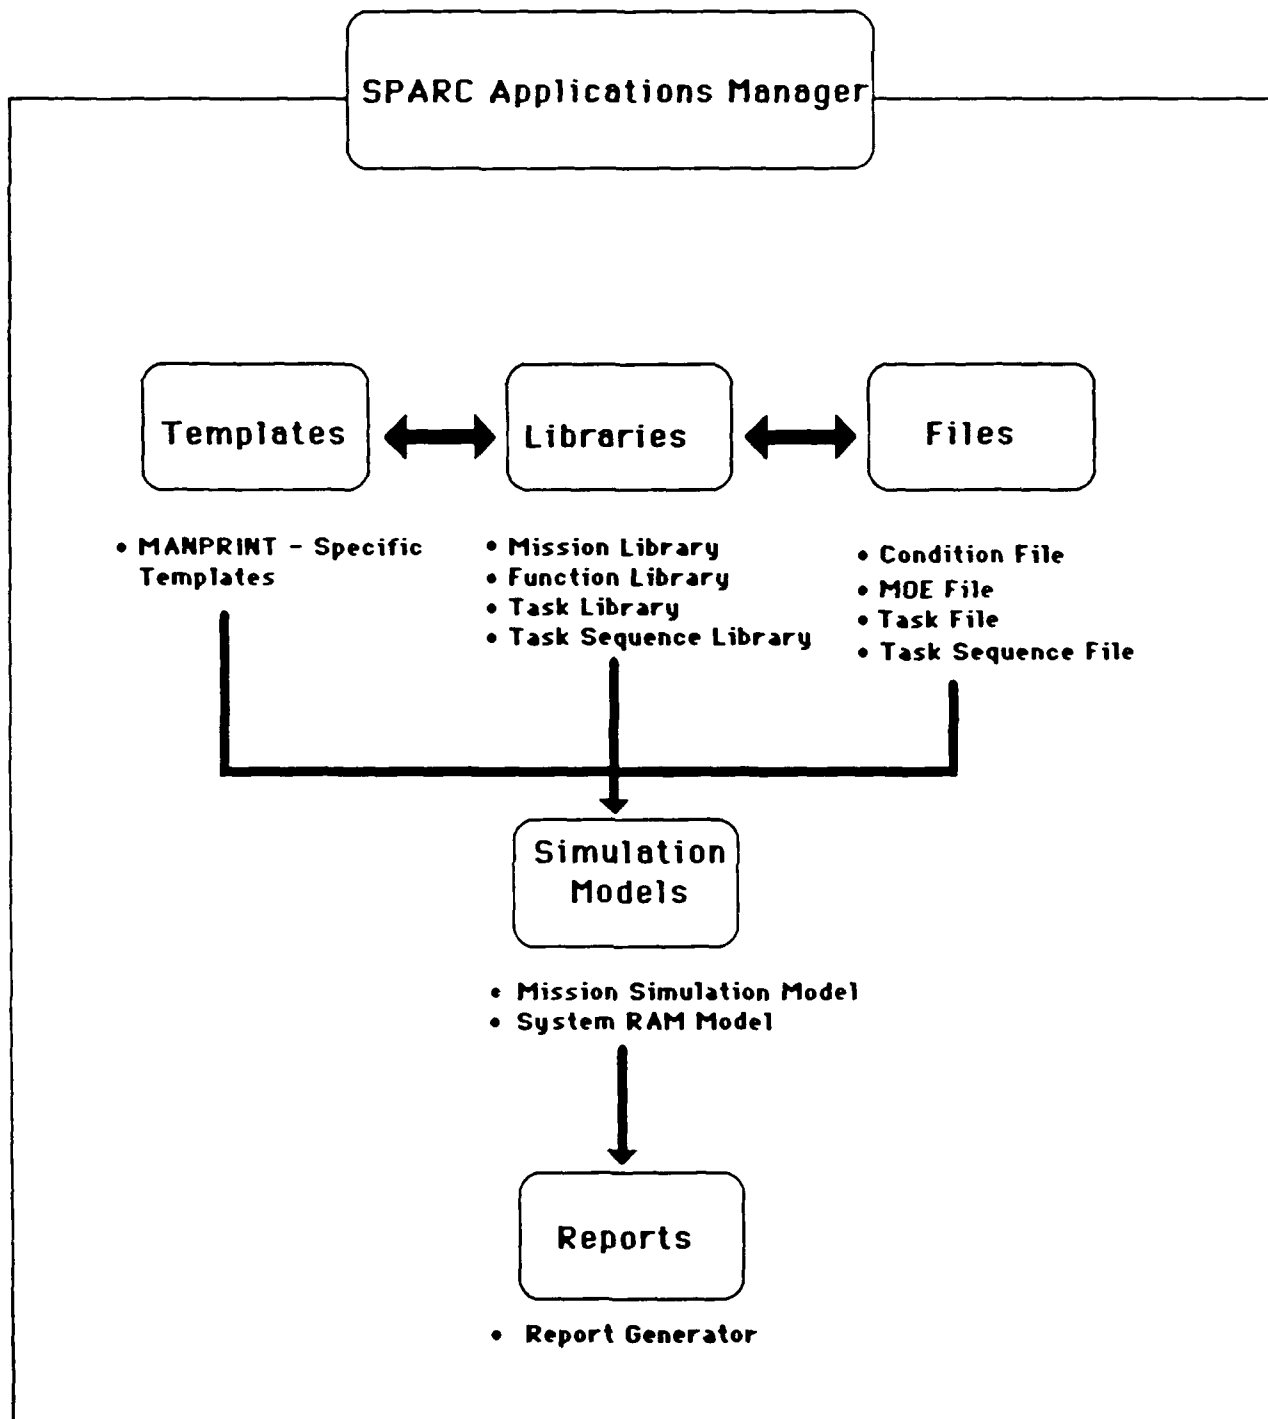 SPARC Applications Manager
Templates
Libraries
Files
• MANPRINT - Specific
Templates
• Mission Library
• Function Library
• Task Library
• Task Sequence Library
• Condition File
• MOE File
• Task File
• Task Sequence File
Simulation
Models
• Mission Simulation Model
• System RAM Model
Reports
• Report Generator